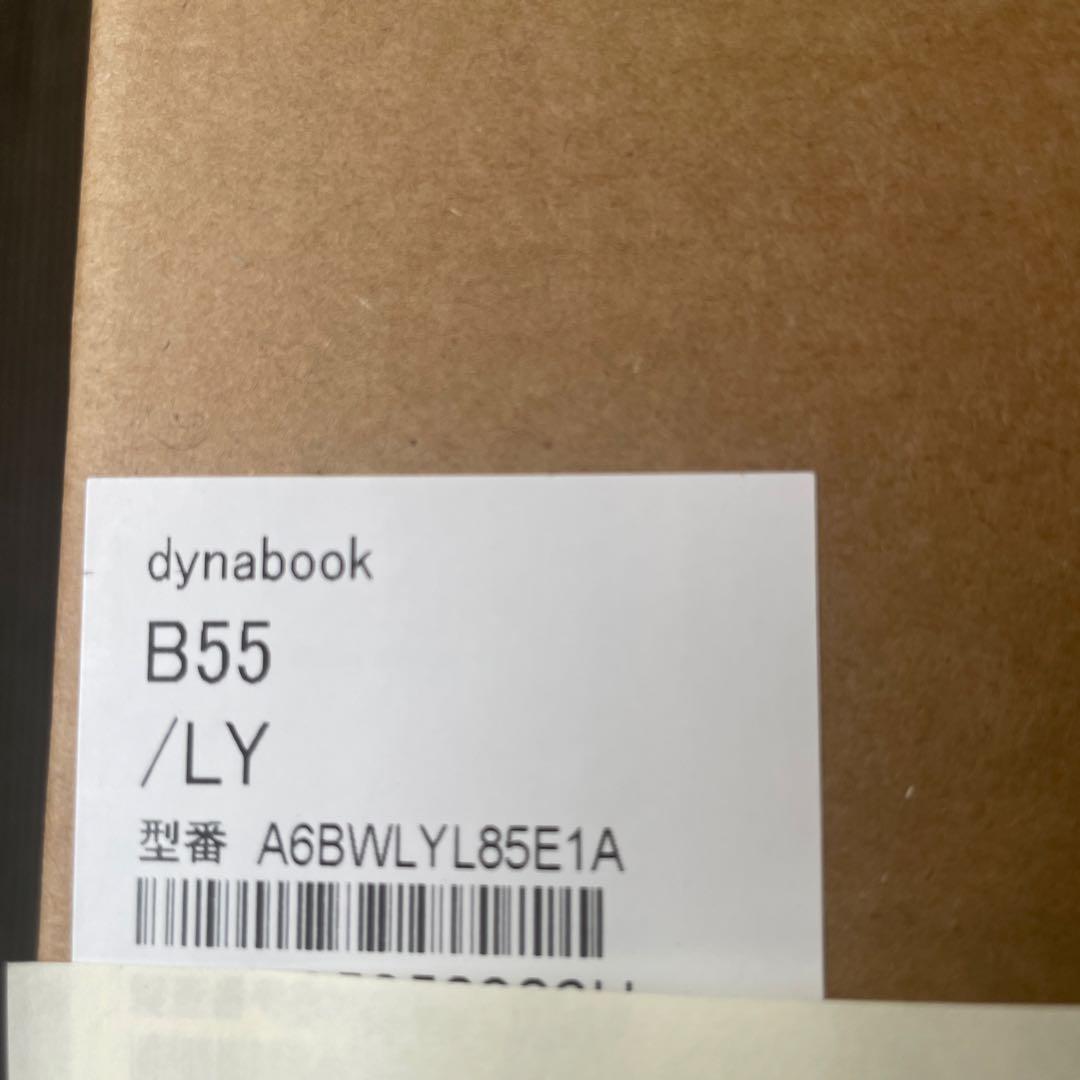 dynabook
B55
/LY
型番 A6BWLYL85E1A